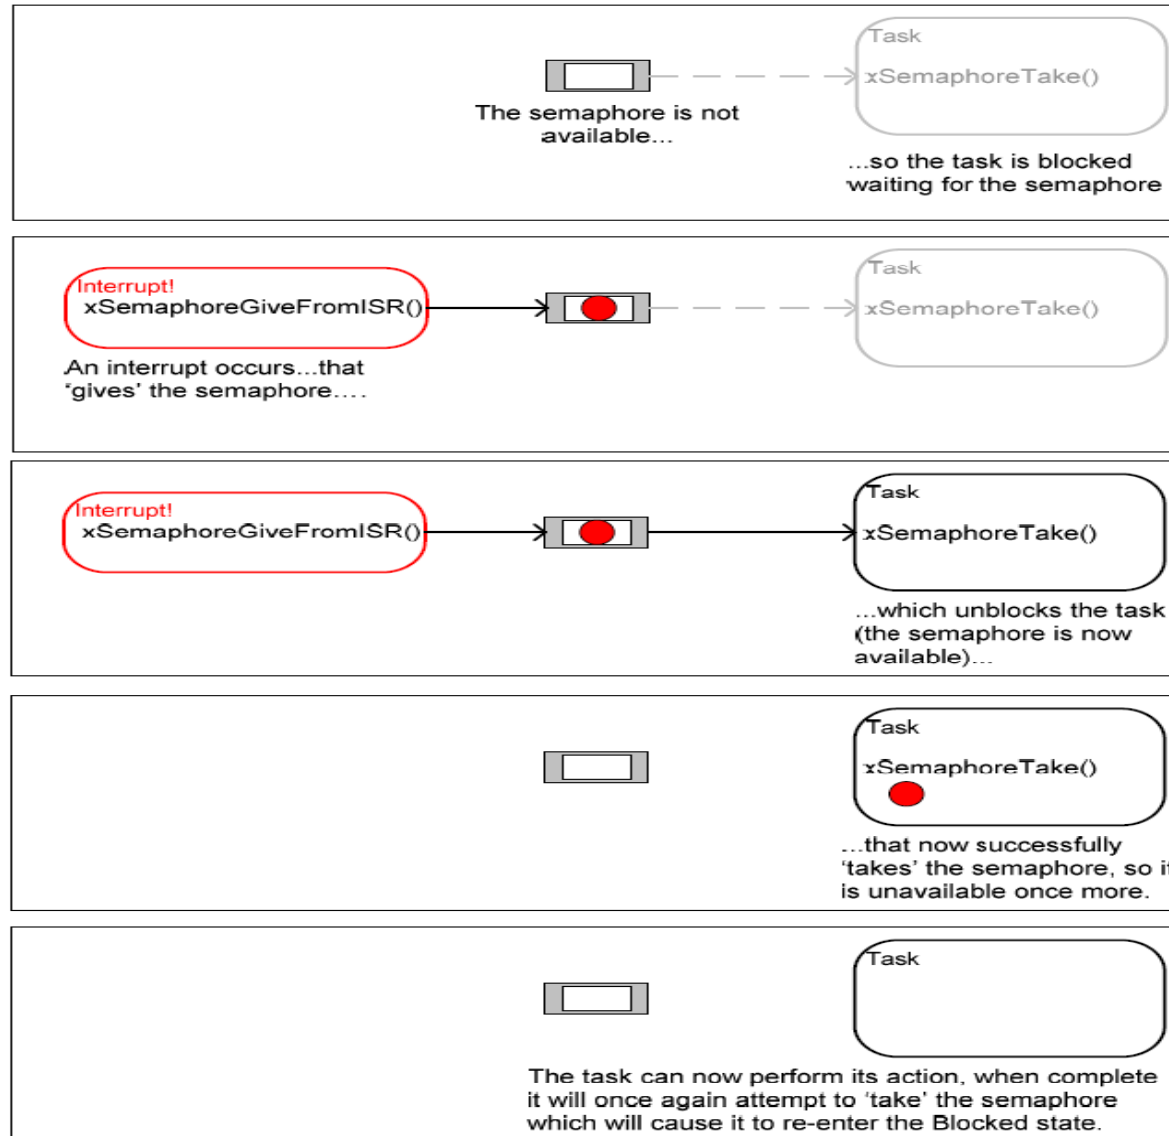 Task
xSemaphoreTake()
The semaphore is not
available...
...so the task is blocked
waiting for the semaphore
Interrupt!
xSemaphoreGiveFromISR()
Task
xSemaphoreTake()
An interrupt occurs...that
'gives' the semaphore....
Interrupt!
xSemaphoreGiveFromISR()
Task
xSemaphoreTake()
...which unblocks the task
(the semaphore is now
available)...
Task
xSemaphoreTake()
...that now successfully
'takes' the semaphore, so it
is unavailable once more.
Task
The task can now perform its action, when complete
it will once again attempt to 'take' the semaphore
which will cause it to re-enter the Blocked state.